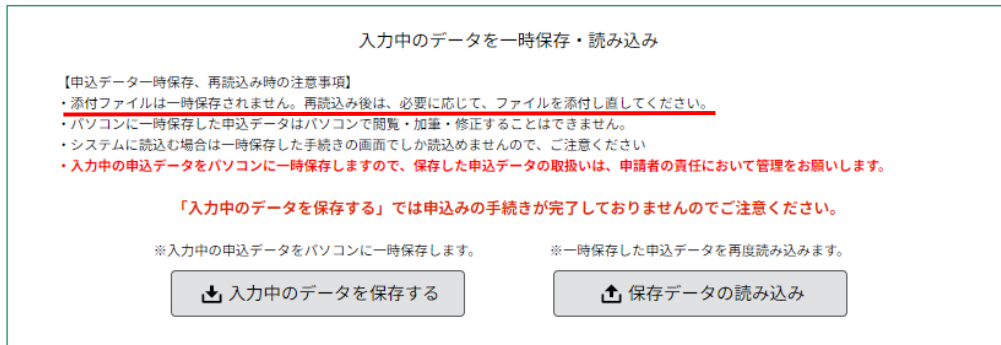 入力中のデータを一時保存・読み込み
【申込データ一時保存、再読込み時の注意事項】
・添付ファイルは一時保存されません。再読込み後は、必要に応じて、ファイルを添付し直してください。
・パソコンに一時保存した申込データはパソコンで閲覧・加筆・修正することはできません。
・システムに読込む場合は一時保存した手続きの画面でしか読込めませんので、ご注意ください
・入力中の申込データをパソコンに一時保存しますので、保存した申込データの取扱いは、申請者の責任において管理をお願いします。
「入力中のデータを保存する」では申込みの手続きが完了しておりませんのでご注意ください。
※入力中の申込データをパソコンに一時保存します。
※一時保存した申込データを再度読み込みます。
入力中のデータを保存する
保存データの読み込み